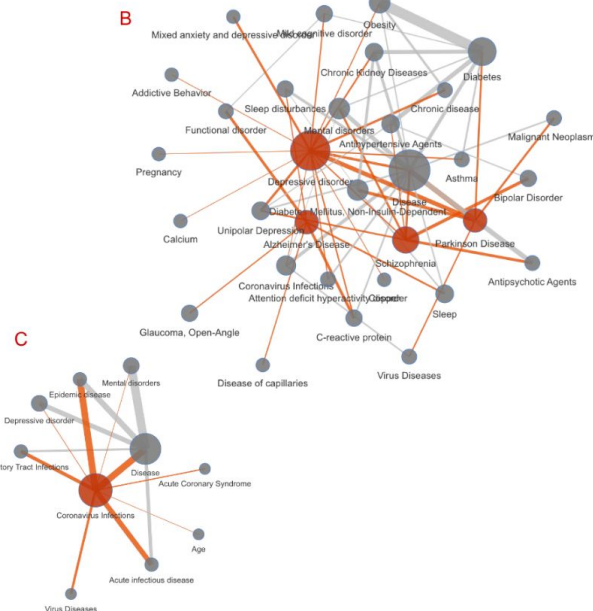 B
Obesity
Mixed anxiety and depressive disorder
Mild cognitive disorder
Chronic Kidney Diseases
Diabetes
Addictive Behavior
Sleep disturbances
Chronic disease
Functional disorder
Mental disorders
Malignant Neoplasm
Antihypertensive Agents
Pregnancy
Asthma
Depressive disorder
Bipolar Disorder
Disease
Diabetes Mellitus, Non-Insulin-Dependent
Calcium
Unipolar Depression
Alzheimer's Disease
Parkinson Disease
Schizophrenia
Antipsychotic Agents
Coronavirus Infections
Attention deficit hyperactivity disorder
Sleep
Glaucoma, Open-Angle
C-reactive protein
Virus Diseases
Disease of capillaries
C
Mental disorders
Epidemic disease
Depressive disorder
tory Tract Infections
Disease
Acute Coronary Syndrome
Coronavirus Infections
Age
Acute infectious disease
Virus Diseases